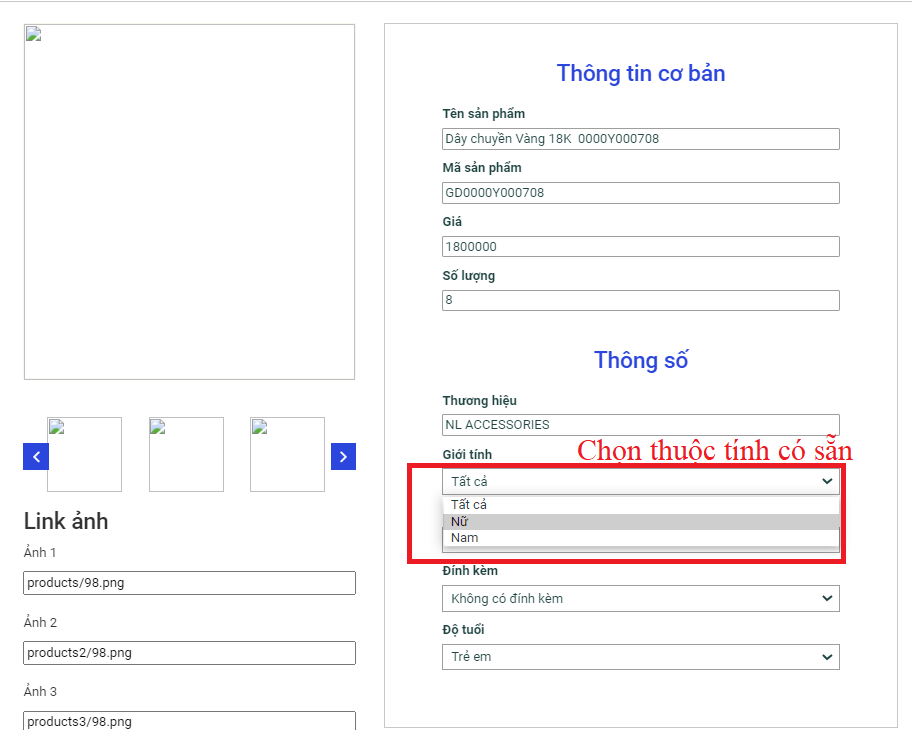 Link ảnh
Ảnh 1
products/98.png
Ảnh 2
products2/98.png
Ảnh 3
products3/98.png
Thông tin cơ bản
Tên sản phẩm
Dây chuyền Vàng 18K  0000Y000708
Mã sản phẩm
GD0000Y000708
Giá
1800000
Số lượng
8
Thông số
Thương hiệu
NL ACCESSORIES
Giới tính
Chọn thuộc tính có sẵn
Tất cả
Tất cả
Nữ
Nam
Đính kèm
Không có đính kèm
Độ tuổi
Trẻ em